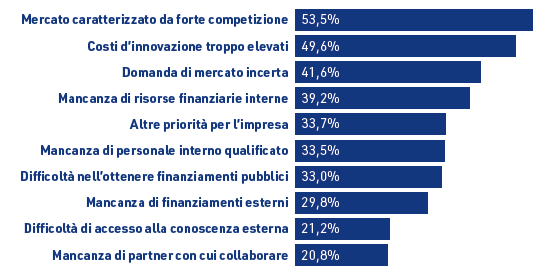 Mercato caratterizzato da forte competizione 53,5%
Costi d'innovazione troppo elevati 49,6%
Domanda di mercato incerta 41,6%
Mancanza di risorse finanziarie interne 39,2%
Altre priorità per l'impresa 33,7%
Mancanza di personale interno qualificato 33,5%
Difficoltà nell'ottenere finanziamenti pubblici 33,0%
Mancanza di finanziamenti esterni 29,8%
Difficoltà di accesso alla conoscenza esterna 21,2%
Mancanza di partner con cui collaborare 20,8%